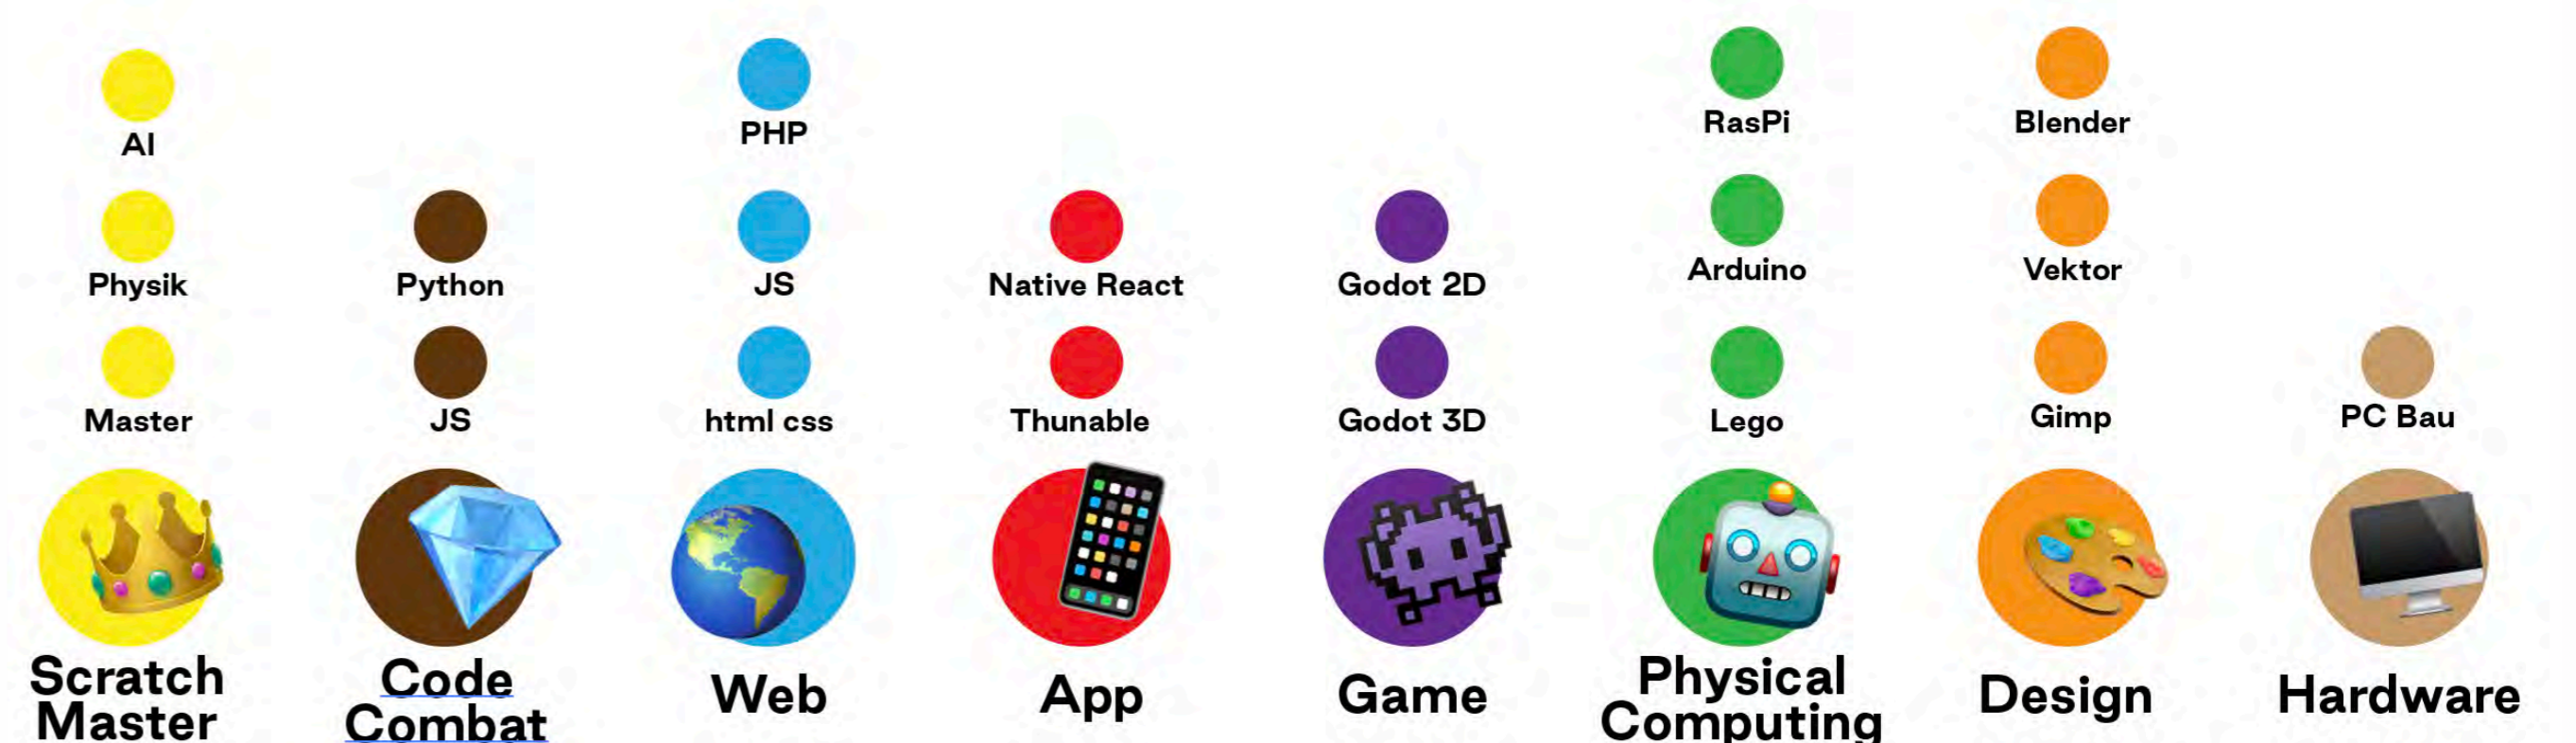 AI
Physik
Master
Scratch
Master
Python
JS
Code
Combat
PHP
JS
html css
Web
Native React
Thunable
App
Godot 2D
Godot 3D
Game
RasPi
Arduino
Lego
Physical
Computing
Blender
Vektor
Gimp
Design
PC Bau
Hardware